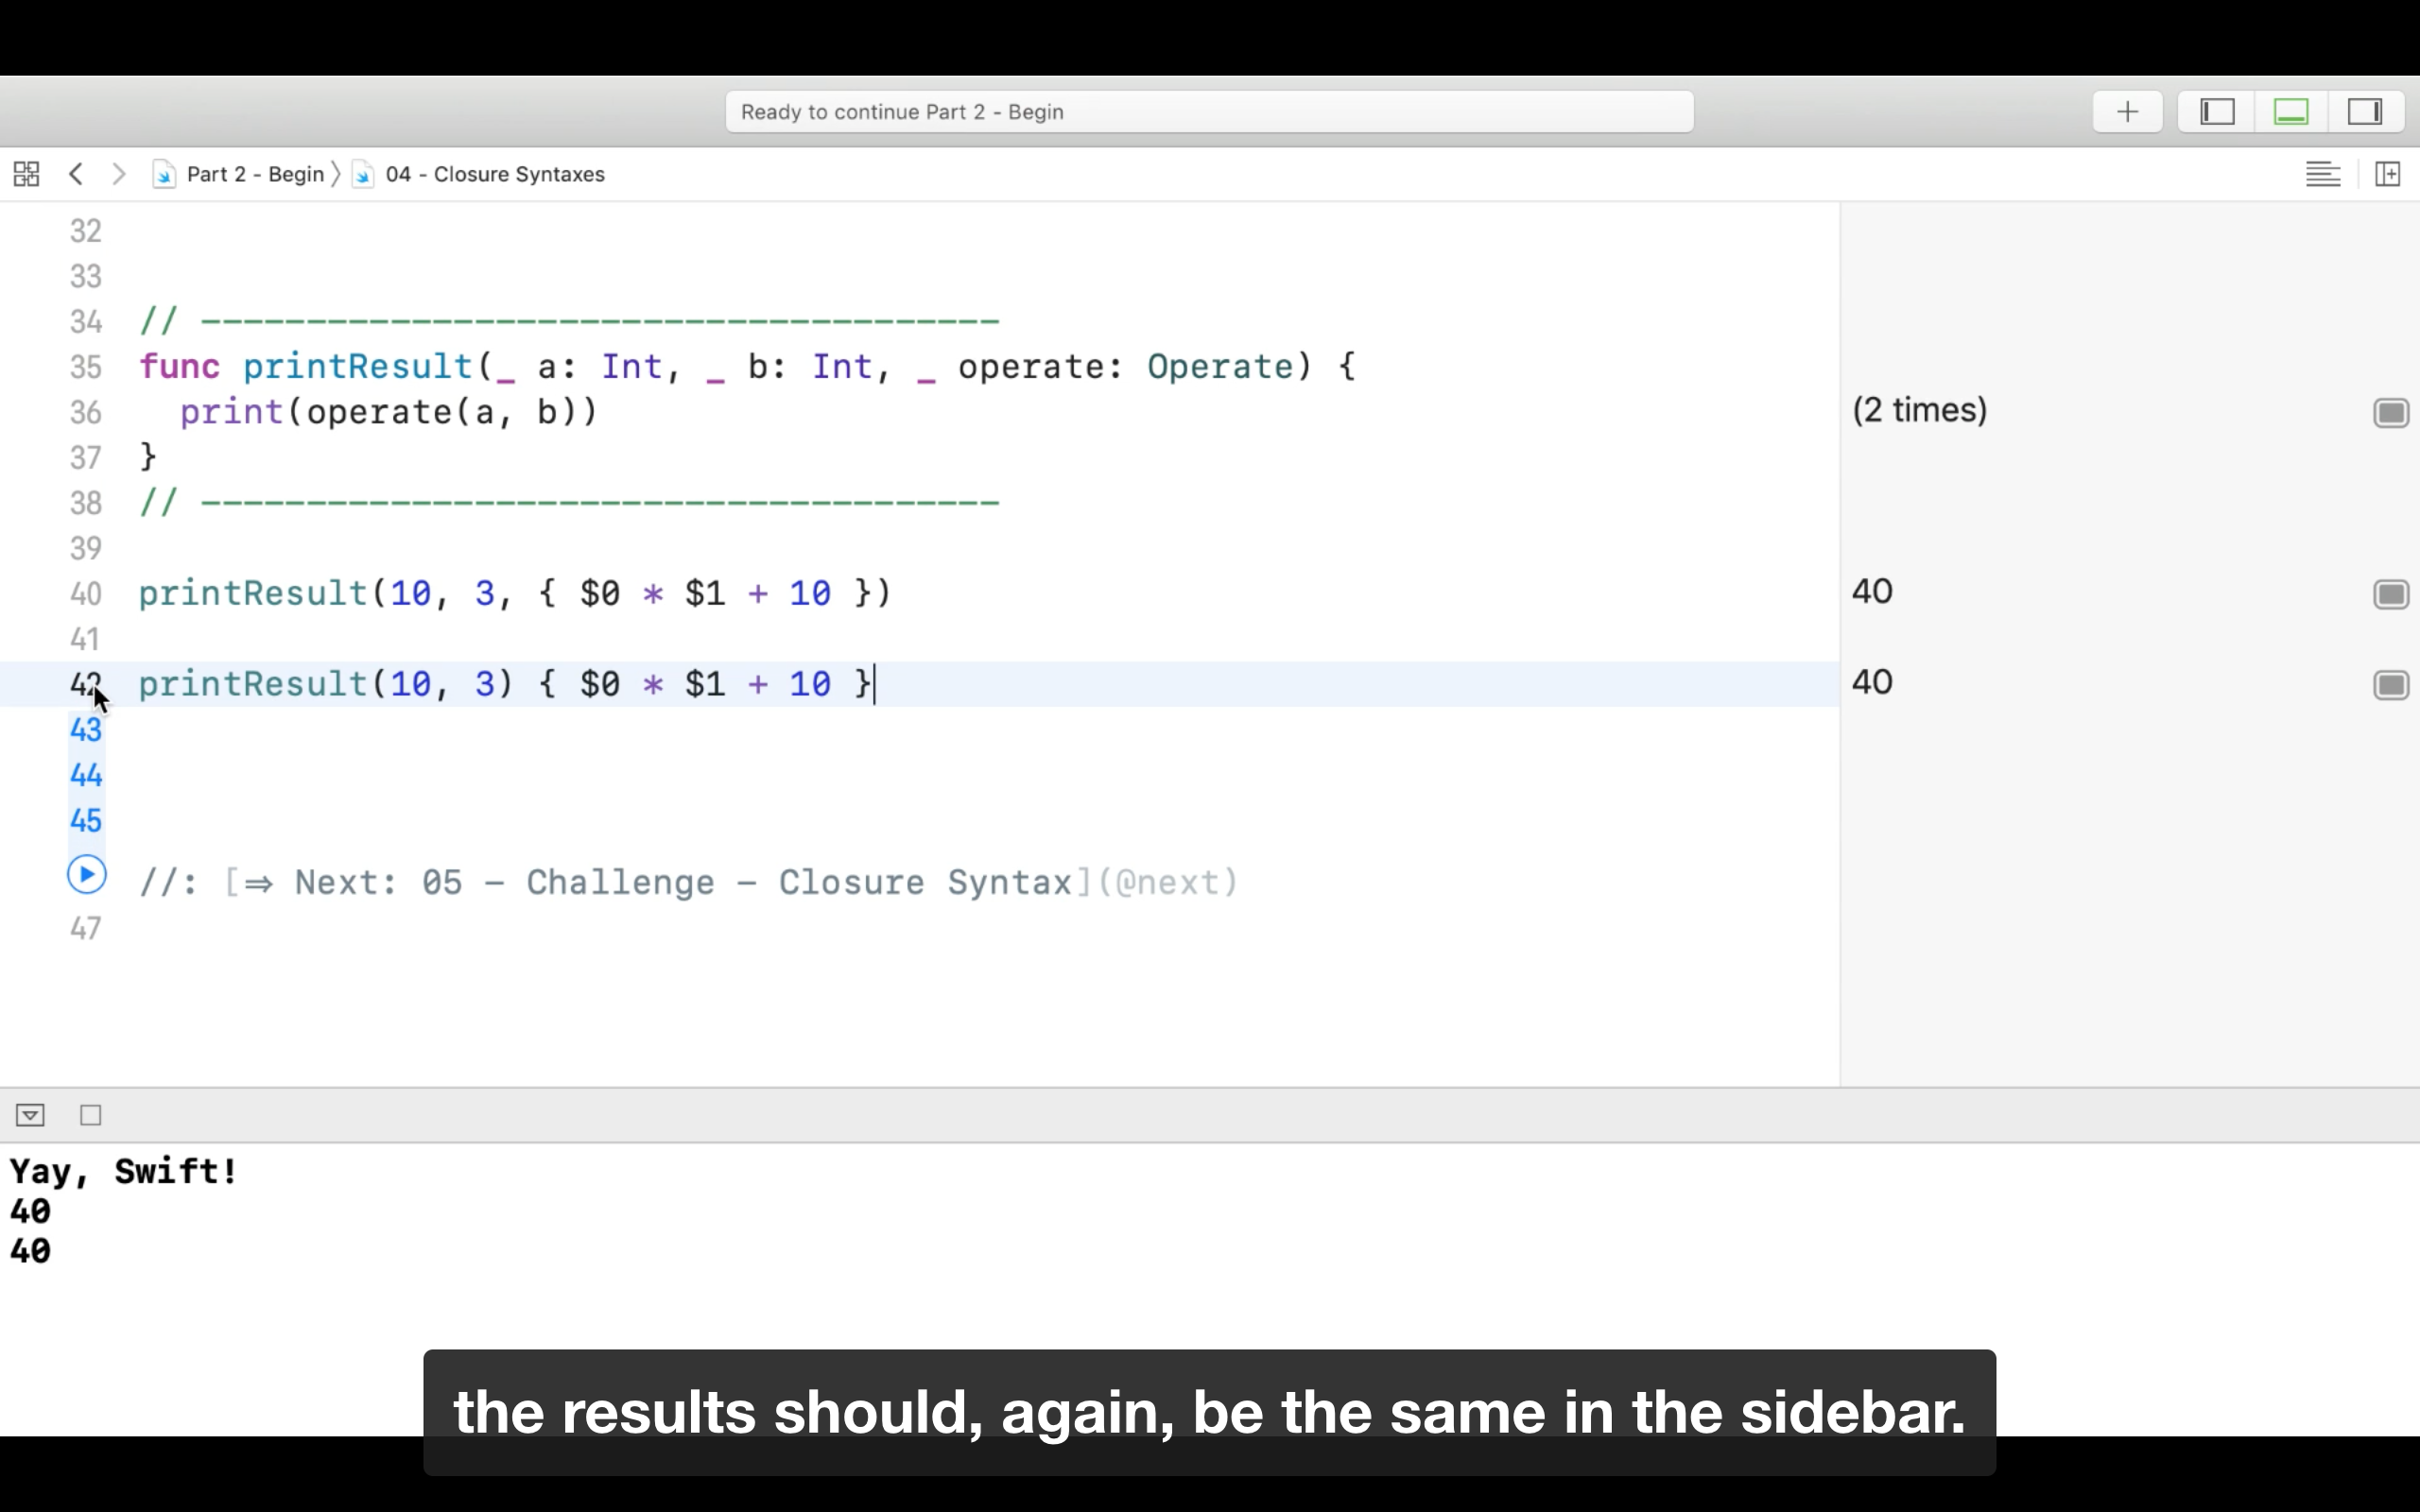 Ready to continue Part 2 - Begin
Part 2 - Begin 〉 04 - Closure Syntaxes
32
33
34 // --------------------------------------
35 func printResult(_ a: Int, _ b: Int, _ operate: Operate) {
36 print(operate(a, b)) (2 times)
37 }
38 // --------------------------------------
39
40 printResult(10, 3, { $0 * $1 + 10 }) 40
41
42 printResult(10, 3) { $0 * $1 + 10 } 40
43
44
45
//: [⇒ Next: 05 - Challenge - Closure Syntax](@next)
47
Yay, Swift!
40
40
the results should, again, be the same in the sidebar.